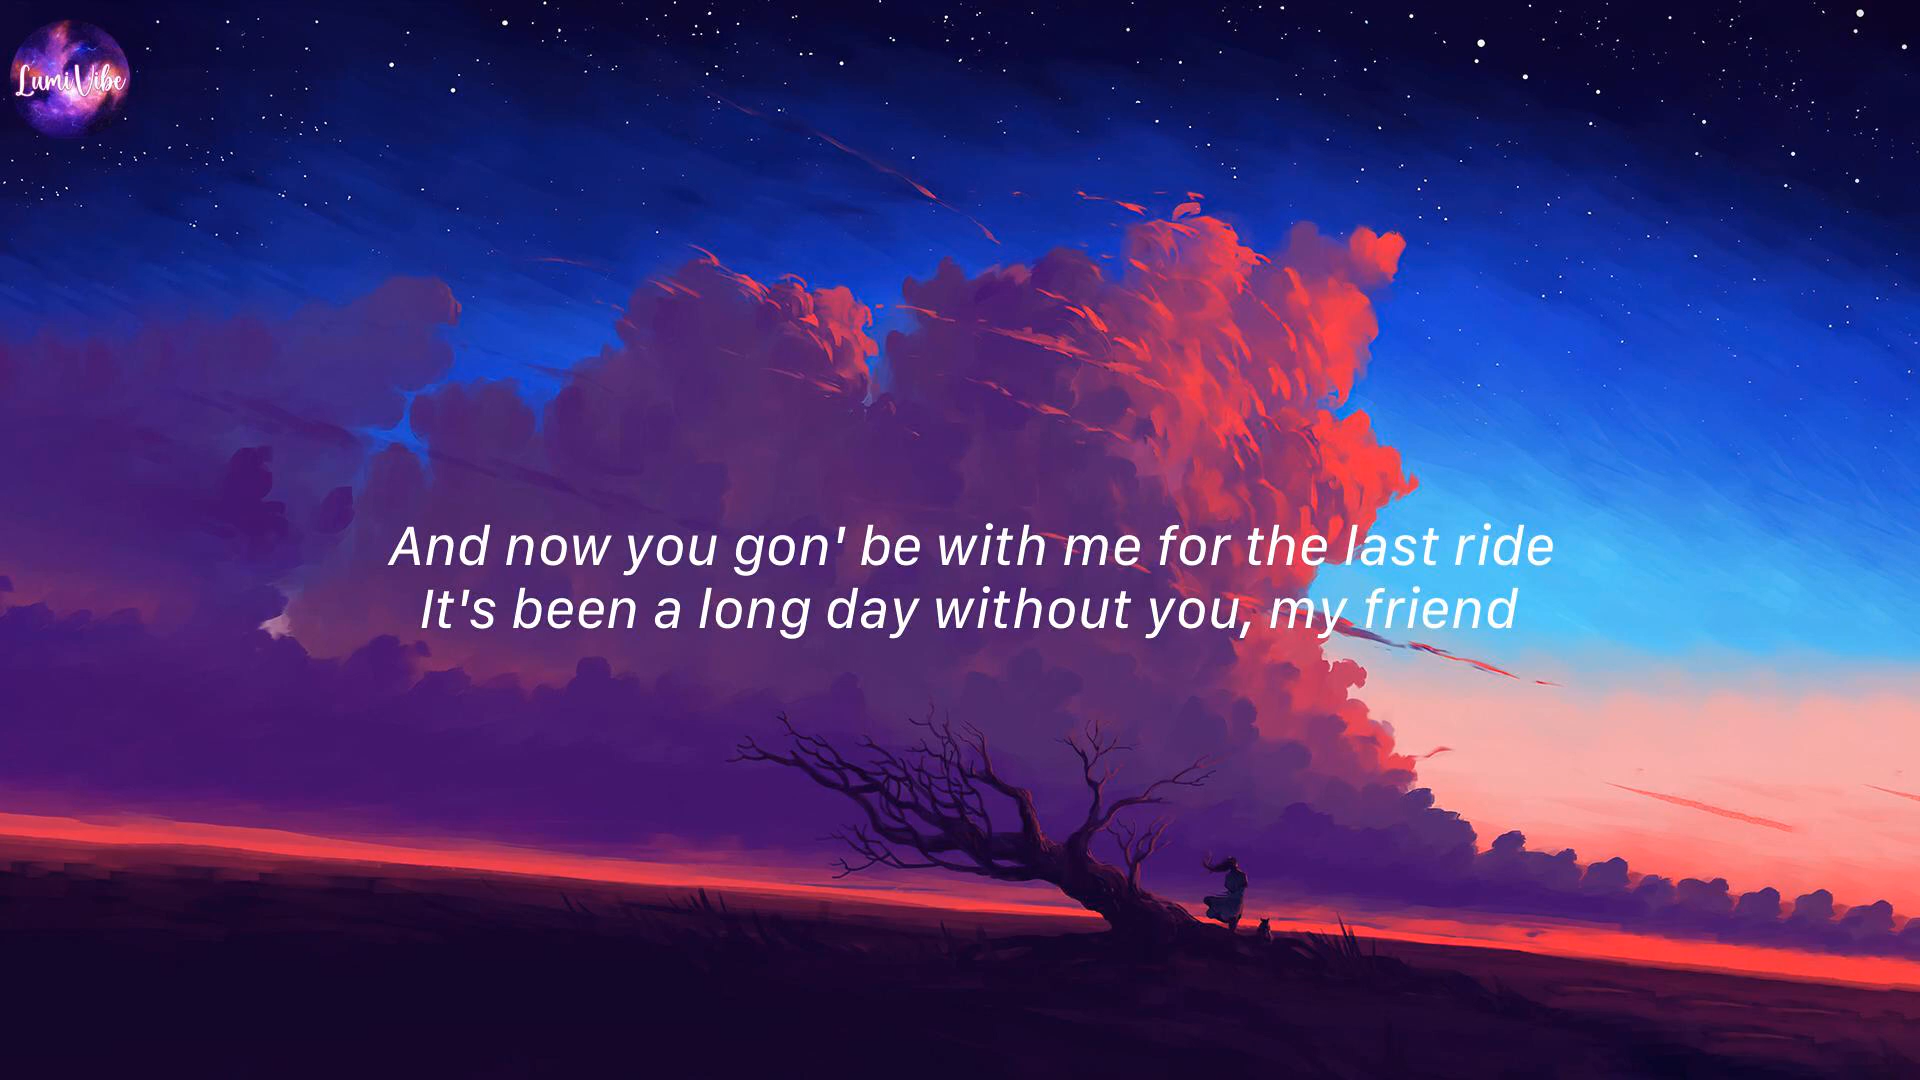 LumiVibe
And now you gon' be with me for the last ride
It's been a long day without you, my friend